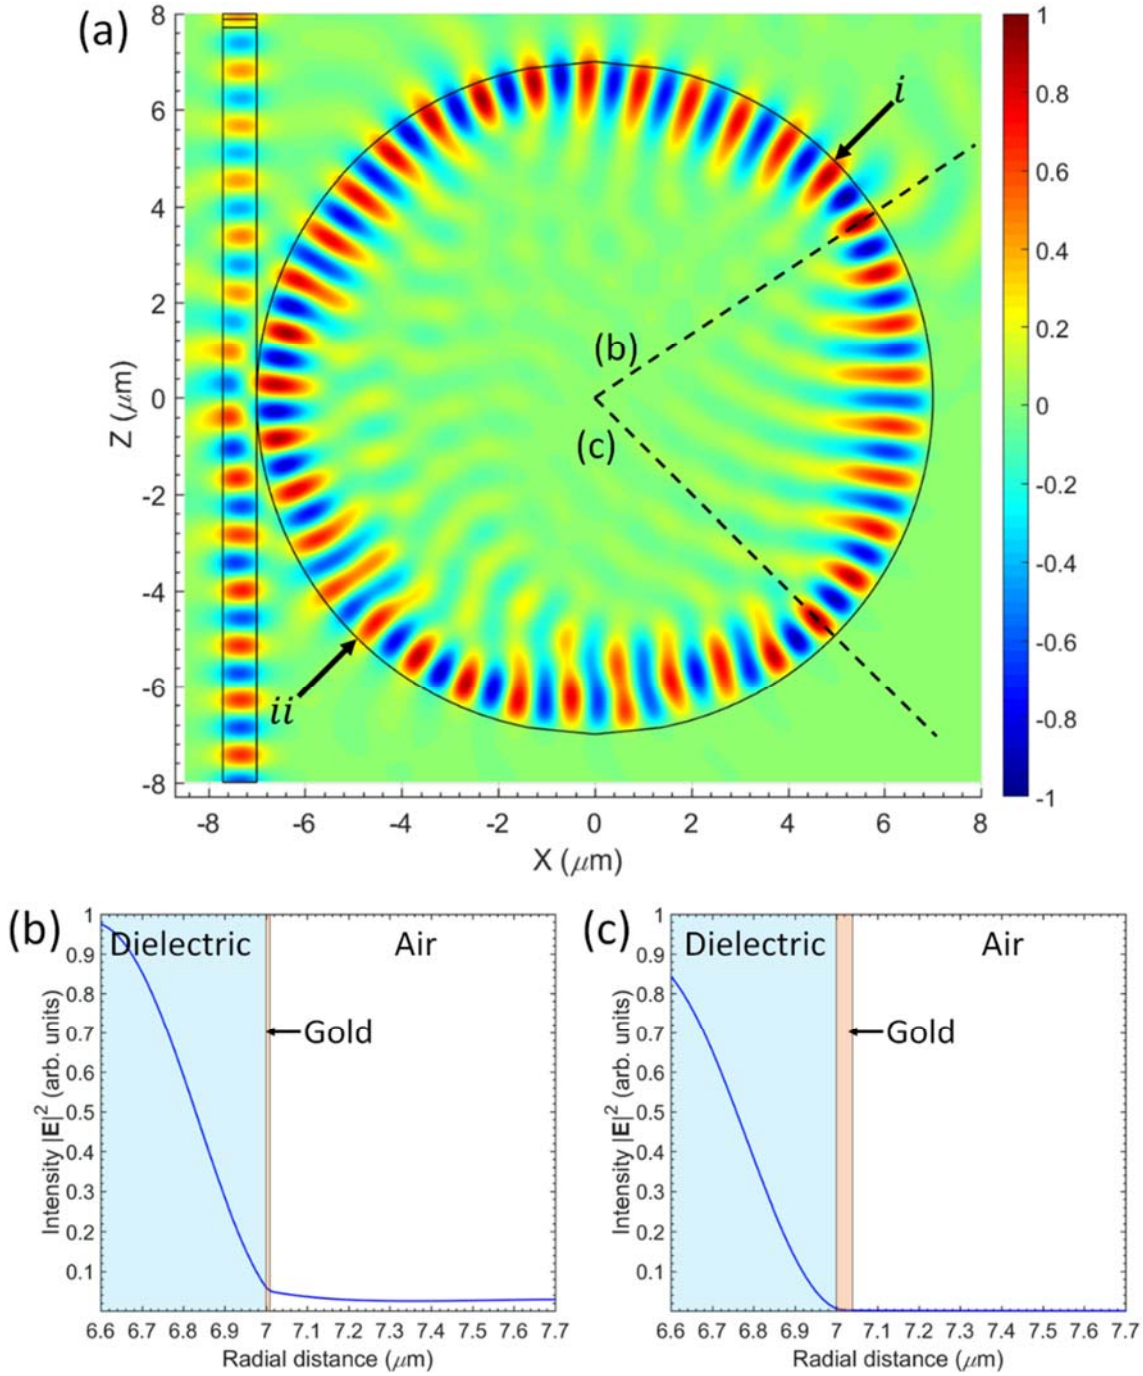 (a)
8
6
4
2
0
-2
-4
-6
-8
Z (μm)
-8 -6 -4 -2 0 2 4 6 8
X (μm)
i
(b)
(c)
ii
1
0.8
0.6
0.4
0.2
0
-0.2
-0.4
-0.6
-0.8
-1
(b)
Intensity |E|² (arb. units)
1
0.9
0.8
0.7
0.6
0.5
0.4
0.3
0.2
0.1
Dielectric Air
Gold
6.6 6.7 6.8 6.9 7 7.1 7.2 7.3 7.4 7.5 7.6 7.7
Radial distance (μm)
(c)
Intensity |E|² (arb. units)
1
0.9
0.8
0.7
0.6
0.5
0.4
0.3
0.2
0.1
Dielectric Air
Gold
6.6 6.7 6.8 6.9 7 7.1 7.2 7.3 7.4 7.5 7.6 7.7
Radial distance (μm)